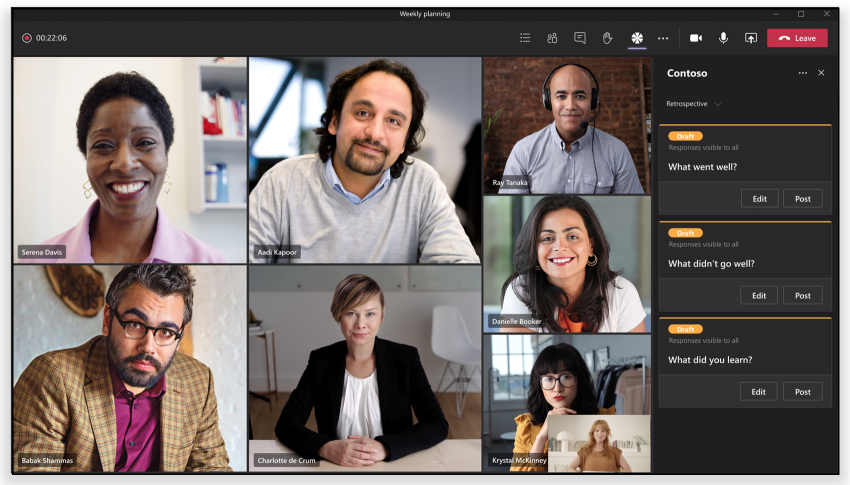 Weekly planning
00:22:06
Leave
Contoso
Retrospective
Draft
Responses visible to all
What went well?
Edit
Post
Draft
Responses visible to all
What didn't go well?
Edit
Post
Draft
Responses visible to all
What did you learn?
Edit
Post
Serena Davis
Aadi Kapoor
Ray Tanaka
Danielle Booker
Babak Shammas
Charlotte de Crum
Krystal McKinney